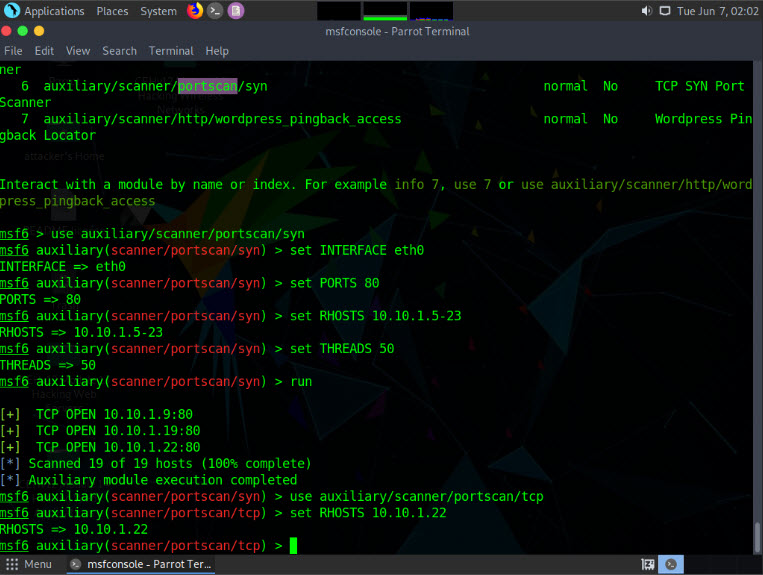 Applications Places System Tue Jun 7, 02:02
msfconsole - Parrot Terminal
File Edit View Search Terminal Help
ner
6 auxiliary/scanner/portscan/syn normal No TCP SYN Port
Scanner
7 auxiliary/scanner/http/wordpress_pingback_access normal No Wordpress Pin
gback Locator
attacker's Home
Interact with a module by name or index. For example info 7, use 7 or use auxiliary/scanner/http/word
press_pingback_access
msf6 > use auxiliary/scanner/portscan/syn
msf6 auxiliary(scanner/portscan/syn) > set INTERFACE eth0
INTERFACE => eth0
msf6 auxiliary(scanner/portscan/syn) > set PORTS 80
PORTS => 80
msf6 auxiliary(scanner/portscan/syn) > set RHOSTS 10.10.1.5-23
RHOSTS => 10.10.1.5-23
msf6 auxiliary(scanner/portscan/syn) > set THREADS 50
THREADS => 50
msf6 auxiliary(scanner/portscan/syn) > run
[+] TCP OPEN 10.10.1.9:80
[+] TCP OPEN 10.10.1.19:80
[+] TCP OPEN 10.10.1.22:80
[*] Scanned 19 of 19 hosts (100% complete)
[*] Auxiliary module execution completed
msf6 auxiliary(scanner/portscan/syn) > use auxiliary/scanner/portscan/tcp
msf6 auxiliary(scanner/portscan/tcp) > set RHOSTS 10.10.1.22
RHOSTS => 10.10.1.22
msf6 auxiliary(scanner/portscan/tcp) >
Menu msfconsole - Parrot Ter...